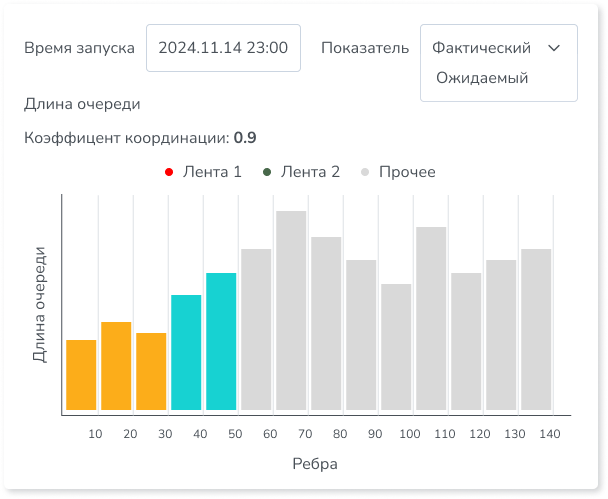 Время запуска 2024.11.14 23:00 Показатель Фактический
Ожидаемый
Длина очереди
Коэффицент координации: 0.9
Лента 1 Лента 2 Прочее
Длина очереди
10 20 30 40 50 60 70 80 90 100 110 120 130 140
Ребра